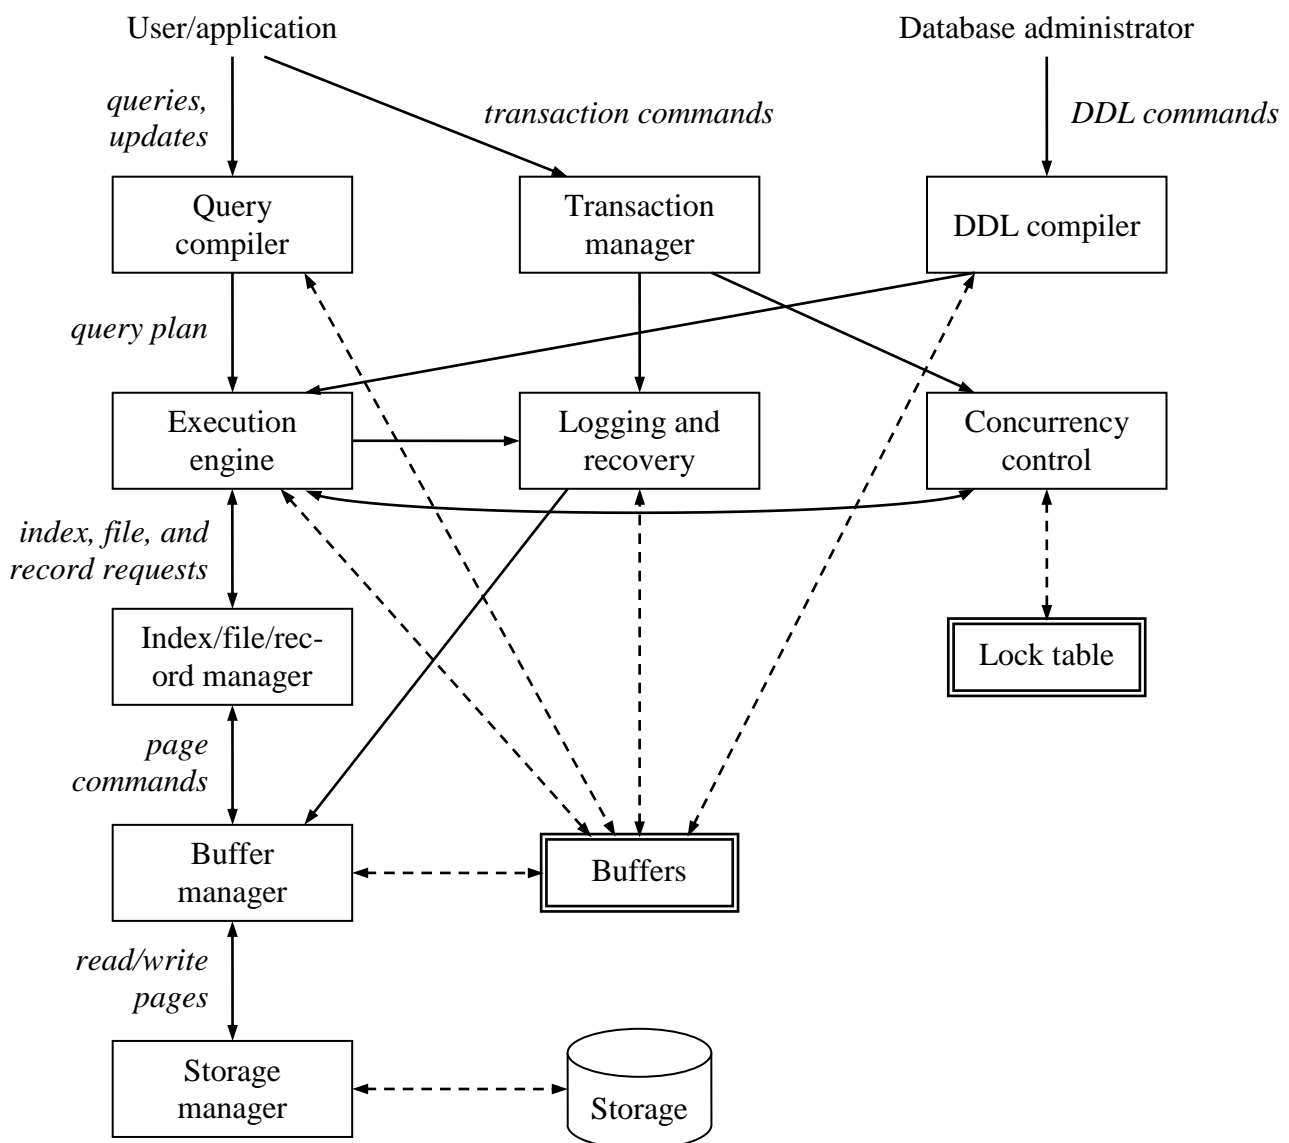 User/application
Database administrator
queries,
updates
transaction commands
DDL commands
Query
compiler
Transaction
manager
DDL compiler
query plan
Execution
engine
Logging and
recovery
Concurrency
control
index, file, and
record requests
Index/file/rec-
ord manager
Lock table
page
commands
Buffer
manager
Buffers
read/write
pages
Storage
manager
Storage